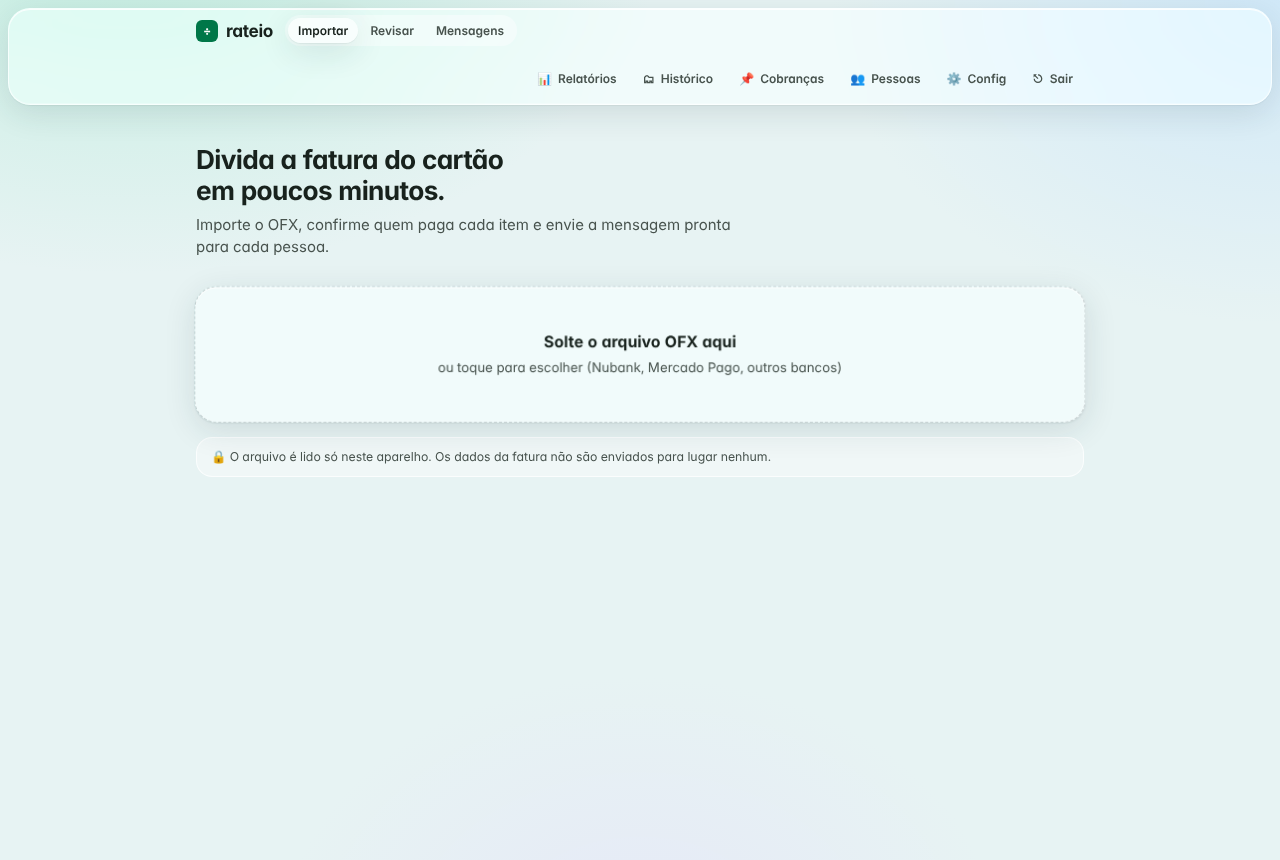 ÷ rateio Importar Revisar Mensagens
📊 Relatórios 🗂 Histórico 📌 Cobranças 👥 Pessoas ⚙️ Config ⎋ Sair
Divida a fatura do cartão
em poucos minutos.
Importe o OFX, confirme quem paga cada item e envie a mensagem pronta
para cada pessoa.
Solte o arquivo OFX aqui
ou toque para escolher (Nubank, Mercado Pago, outros bancos)
🔒 O arquivo é lido só neste aparelho. Os dados da fatura não são enviados para lugar nenhum.